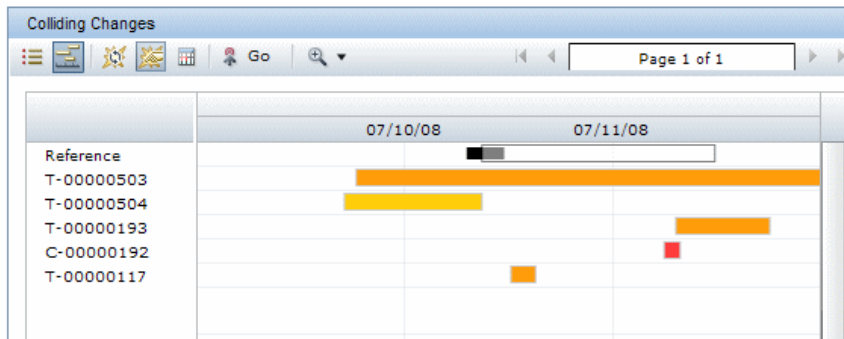 Colliding Changes
Go Page 1 of 1
07/10/08 07/11/08
Reference
T-00000503
T-00000504
T-00000193
C-00000192
T-00000117